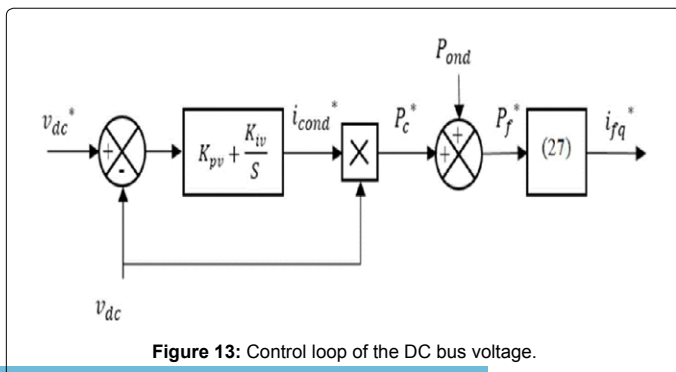 P_ond
v_dc*
+
-
K_pv + K_iv/S
i_cond*
X
P_c*
+
+
P_f*
(27)
i_fq*
v_dc
Figure 13: Control loop of the DC bus voltage.